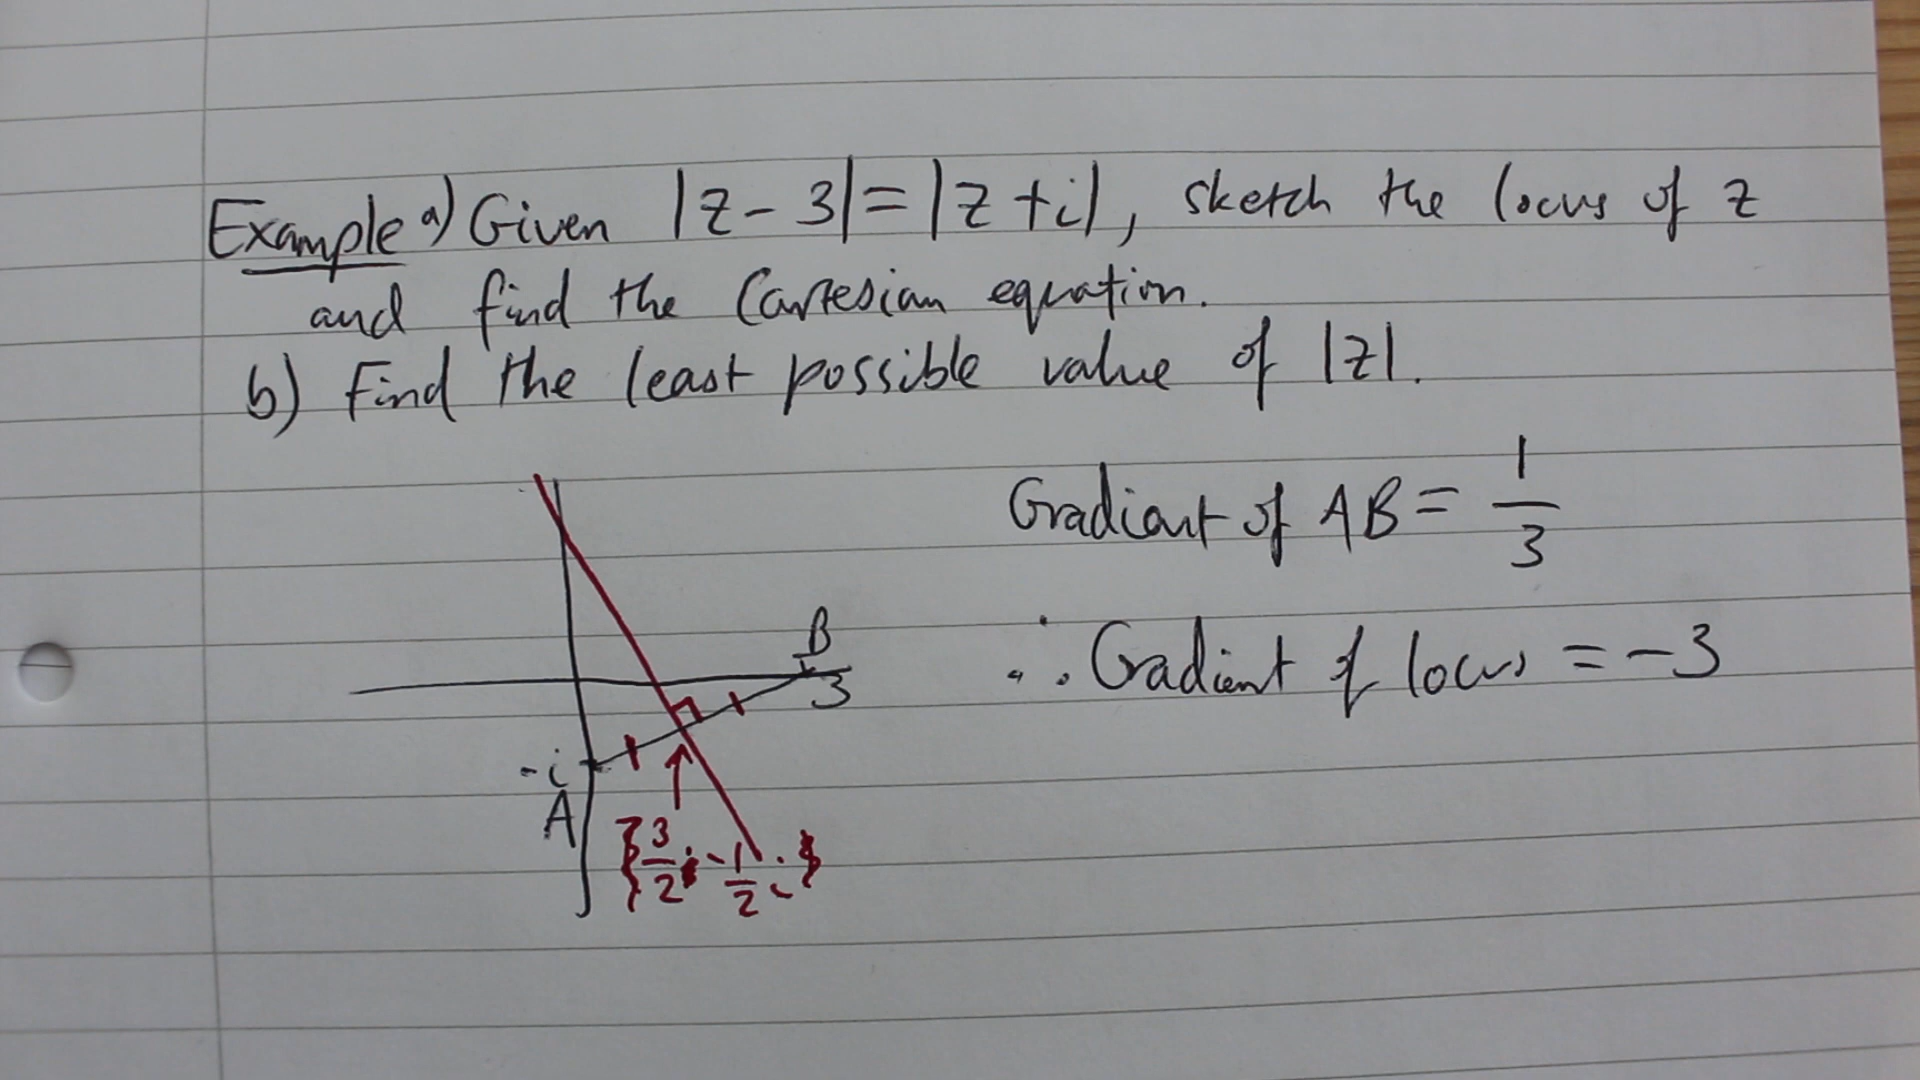 Example a) Given |z - 3| = |z + i|, sketch the locus of z
and find the Cartesian equation.
b) Find the least possible value of |z|.
Gradient of AB = 1/3
∴ Gradient of locus = -3
B
3
-i
A
3/2 - 1/2 i